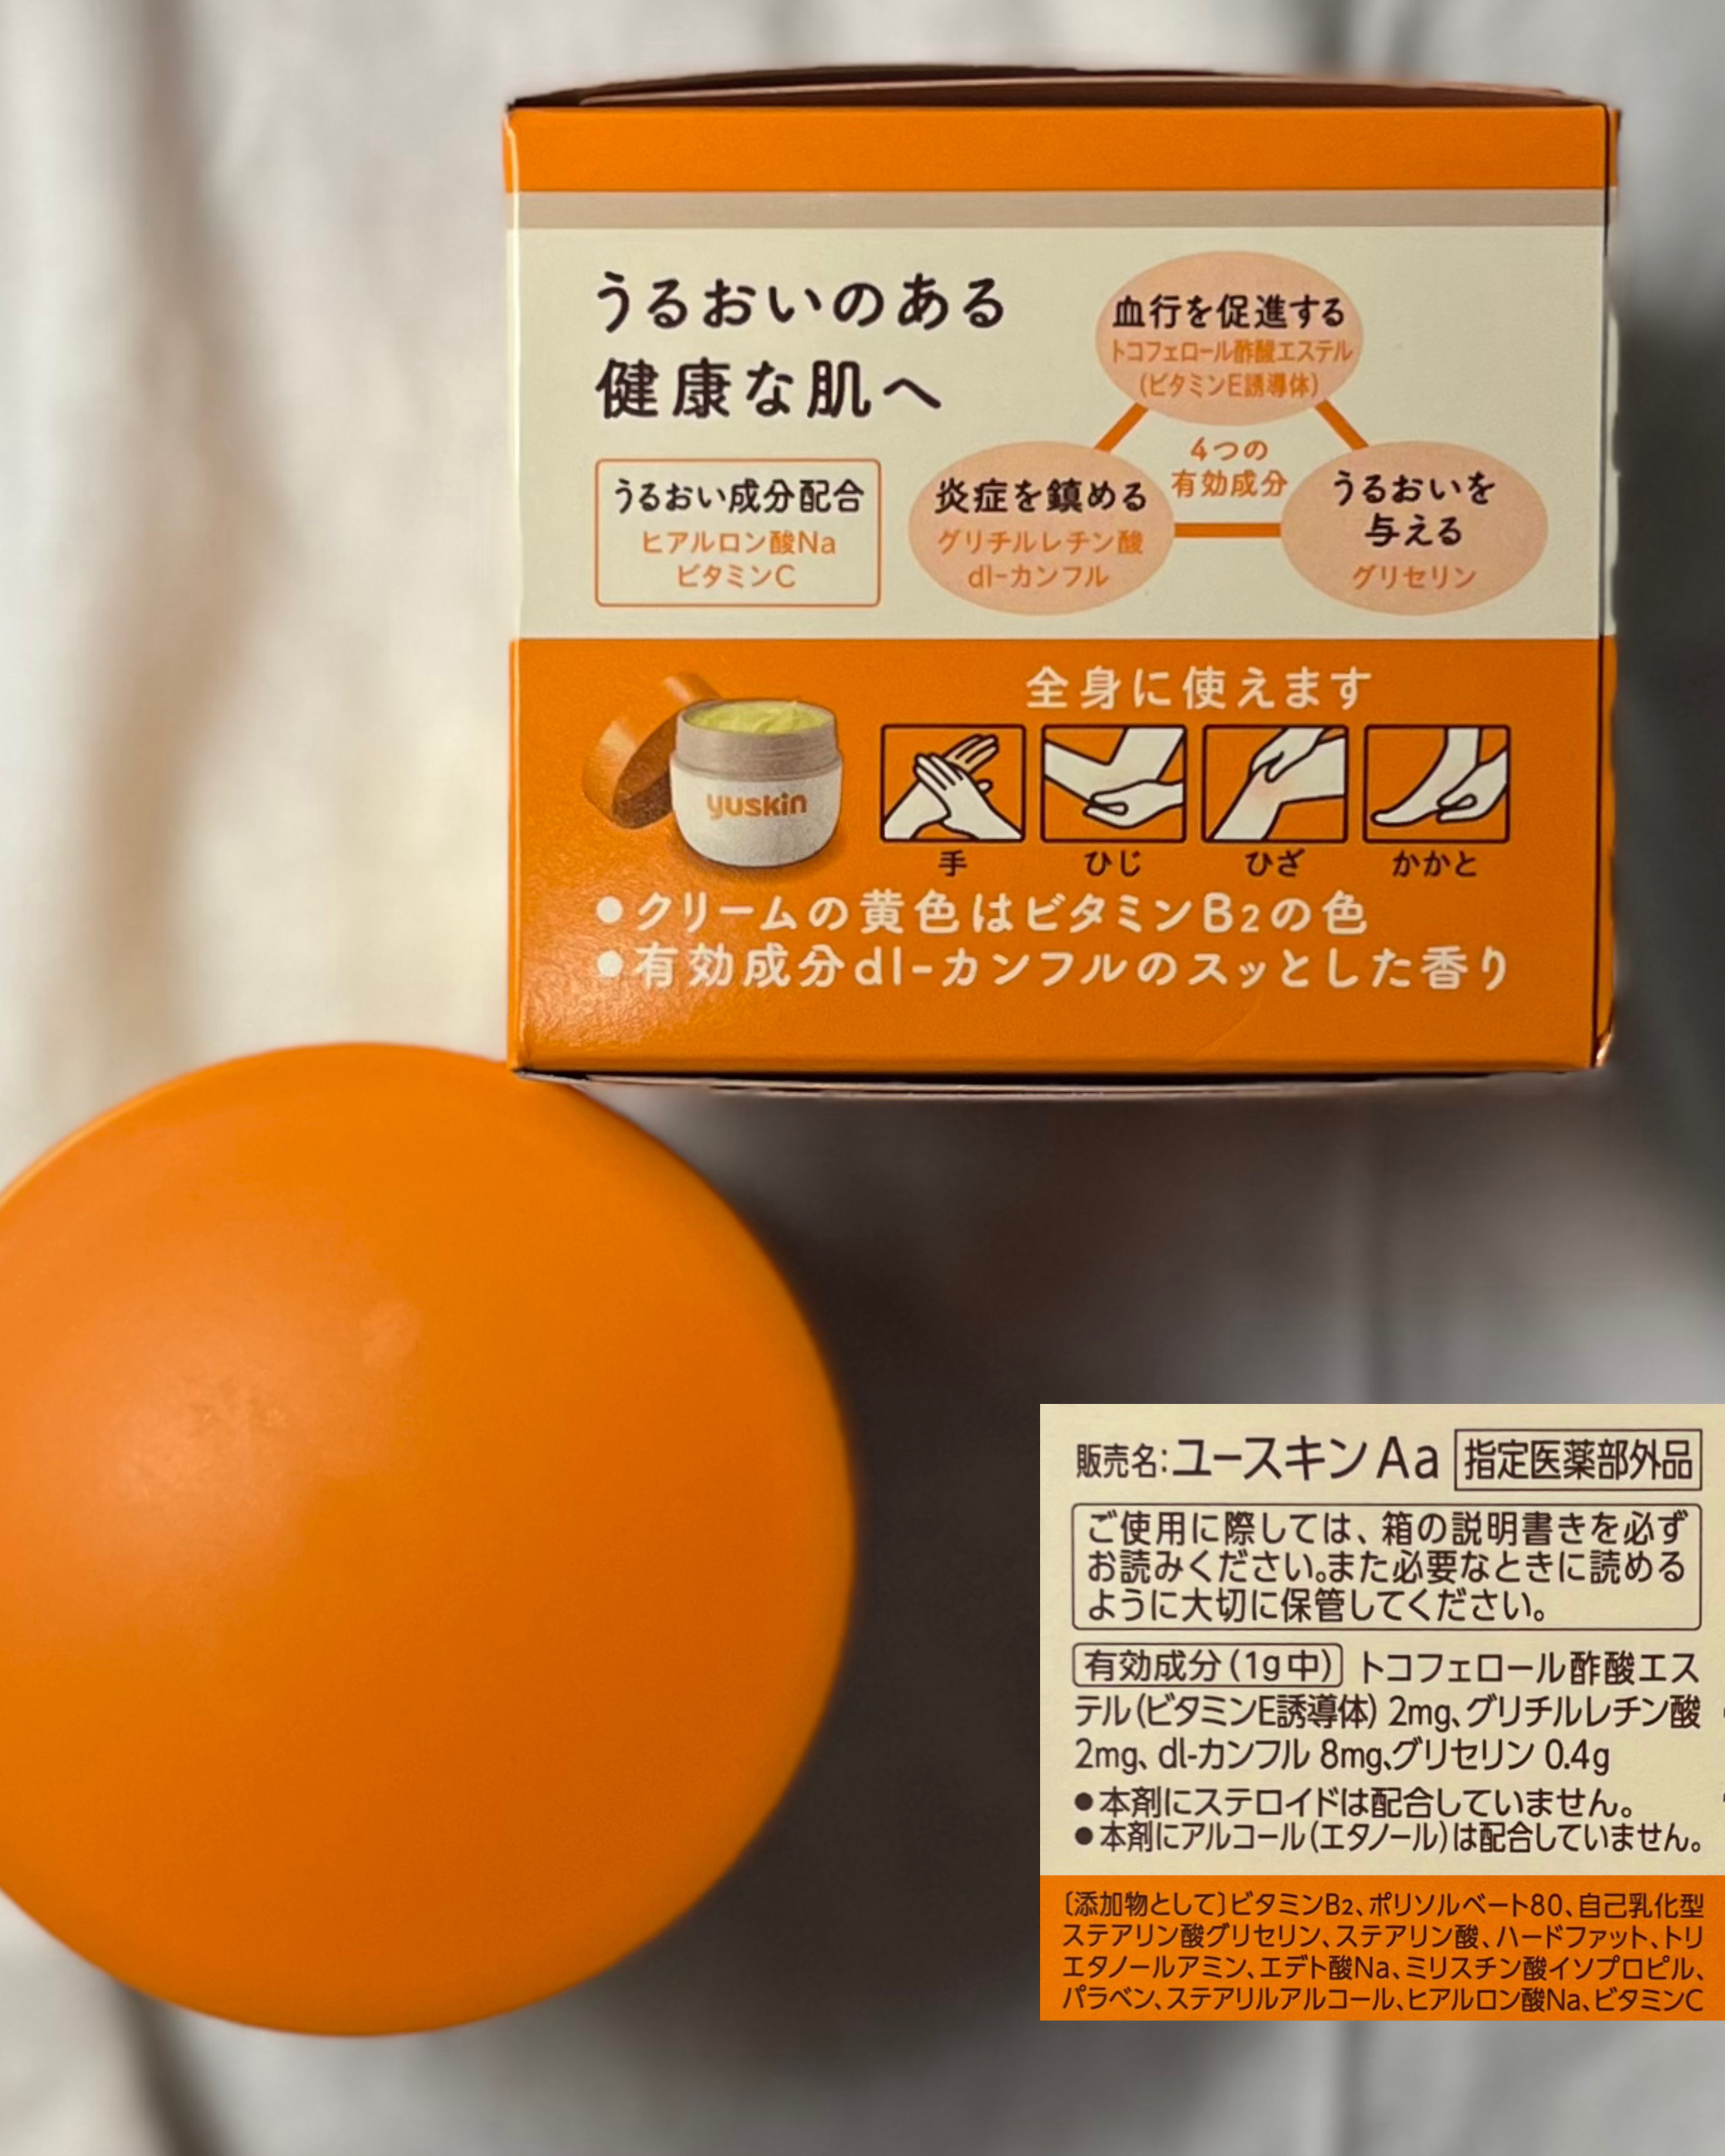 うるおいのある
健康な肌へ
うるおい成分配合
ヒアルロン酸Na
ビタミンC
血行を促進する
トコフェロール酢酸エステル
(ビタミンE誘導体)
4つの
有効成分
炎症を鎮める
グリチルレチン酸
dl-カンフル
うるおいを
与える
グリセリン
全身に使えます
yuskin
手 ひじ ひざ かかと
●クリームの黄色はビタミンB₂の色
●有効成分dl-カンフルのスッとした香り
販売名:ユースキンAa 指定医薬部外品
ご使用に際しては、箱の説明書きを必ず
お読みください。また必要なときに読める
ように大切に保管してください。
有効成分(1g中) トコフェロール酢酸エス
テル(ビタミンE誘導体) 2mg、グリチルレチン酸
2mg、dl-カンフル 8mg、グリセリン 0.4g
●本剤にステロイドは配合していません。
●本剤にアルコール(エタノール)は配合していません。
〔添加物として〕ビタミンB₂、ポリソルベート80、自己乳化型
ステアリン酸グリセリン、ステアリン酸、ハードファット、トリ
エタノールアミン、エデト酸Na、ミリスチン酸イソプロピル、
パラベン、ステアリルアルコール、ヒアルロン酸Na、ビタミンC